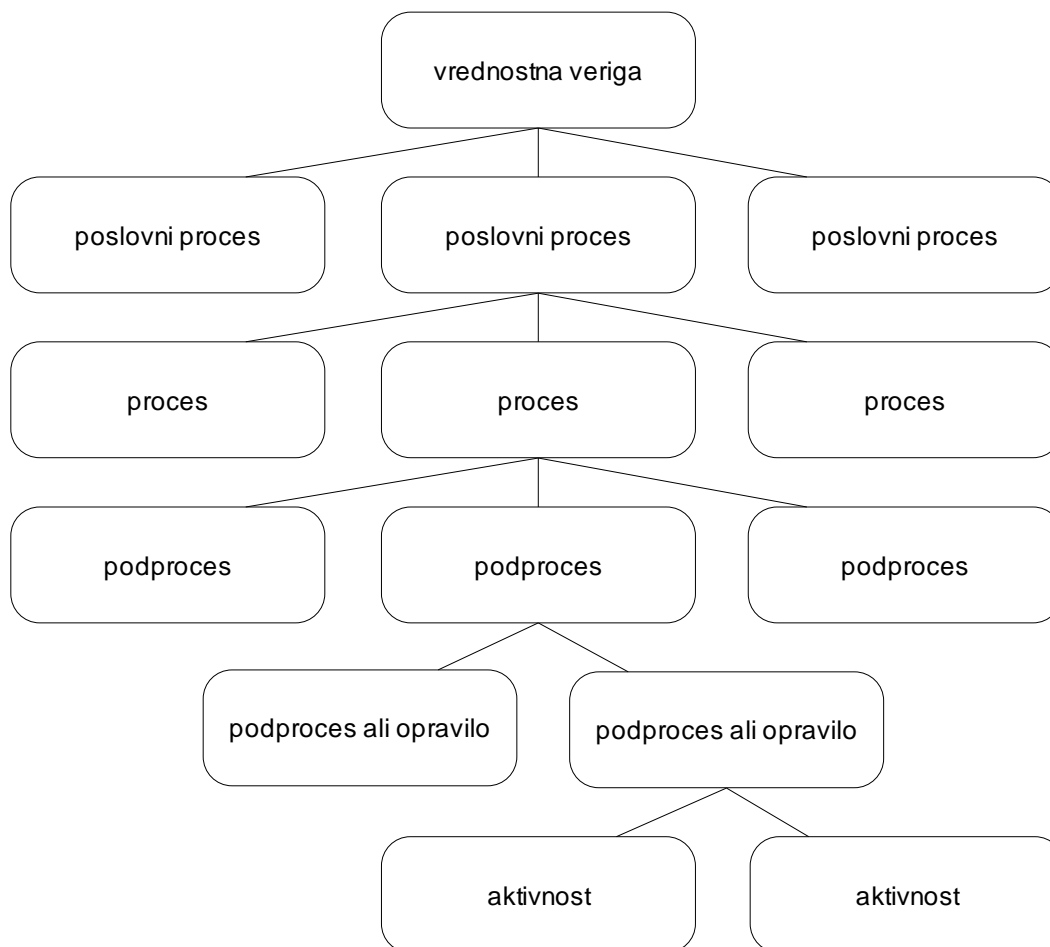 vrednostna veriga
poslovni proces
poslovni proces
poslovni proces
proces
proces
proces
podproces
podproces
podproces
podproces ali opravilo
podproces ali opravilo
aktivnost
aktivnost